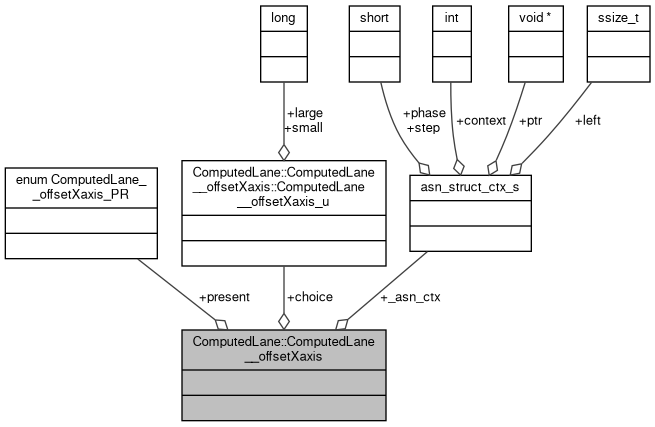 long
short
int
void *
ssize_t
+large
+small
+phase
+step
+context
+ptr
+left
enum ComputedLane_
_offsetXaxis_PR
ComputedLane::ComputedLane
__offsetXaxis::ComputedLane
__offsetXaxis_u
asn_struct_ctx_s
+present
+choice
+_asn_ctx
ComputedLane::ComputedLane
__offsetXaxis